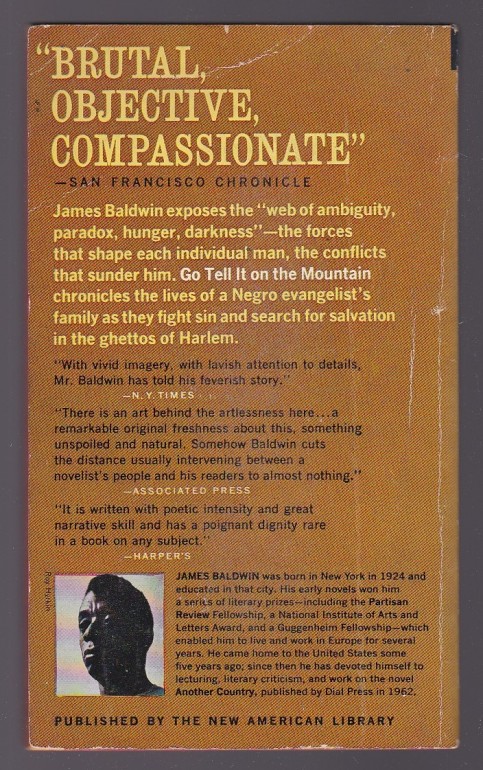 “BRUTAL,
OBJECTIVE,
COMPASSIONATE”
—SAN FRANCISCO CHRONICLE
James Baldwin exposes the “web of ambiguity,
paradox, hunger, darkness”—the forces
that shape each individual man, the conflicts
that sunder him. Go Tell It on the Mountain
chronicles the lives of a Negro evangelist’s
family as they fight sin and search for salvation
in the ghettos of Harlem.
“With vivid imagery, with lavish attention to details,
Mr. Baldwin has told his feverish story.”
—N.Y. TIMES
“There is an art behind the artlessness here...a
remarkable original freshness about this, something
unspoiled and natural. Somehow Baldwin cuts
the distance usually intervening between a
novelist’s people and his readers to almost nothing.”
—ASSOCIATED PRESS
“It is written with poetic intensity and great
narrative skill and has a poignant dignity rare
in a book on any subject.”
—HARPER’S
Roy Hyrkin
JAMES BALDWIN was born in New York in 1924 and
educated in that city. His early novels won him
a series of literary prizes—including the Partisan
Review Fellowship, a National Institute of Arts and
Letters Award, and a Guggenheim Fellowship—which
enabled him to live and work in Europe for several
years. He came home to the United States some
five years ago; since then he has devoted himself to
lecturing, literary criticism, and work on the novel
Another Country, published by Dial Press in 1962.
PUBLISHED BY THE NEW AMERICAN LIBRARY